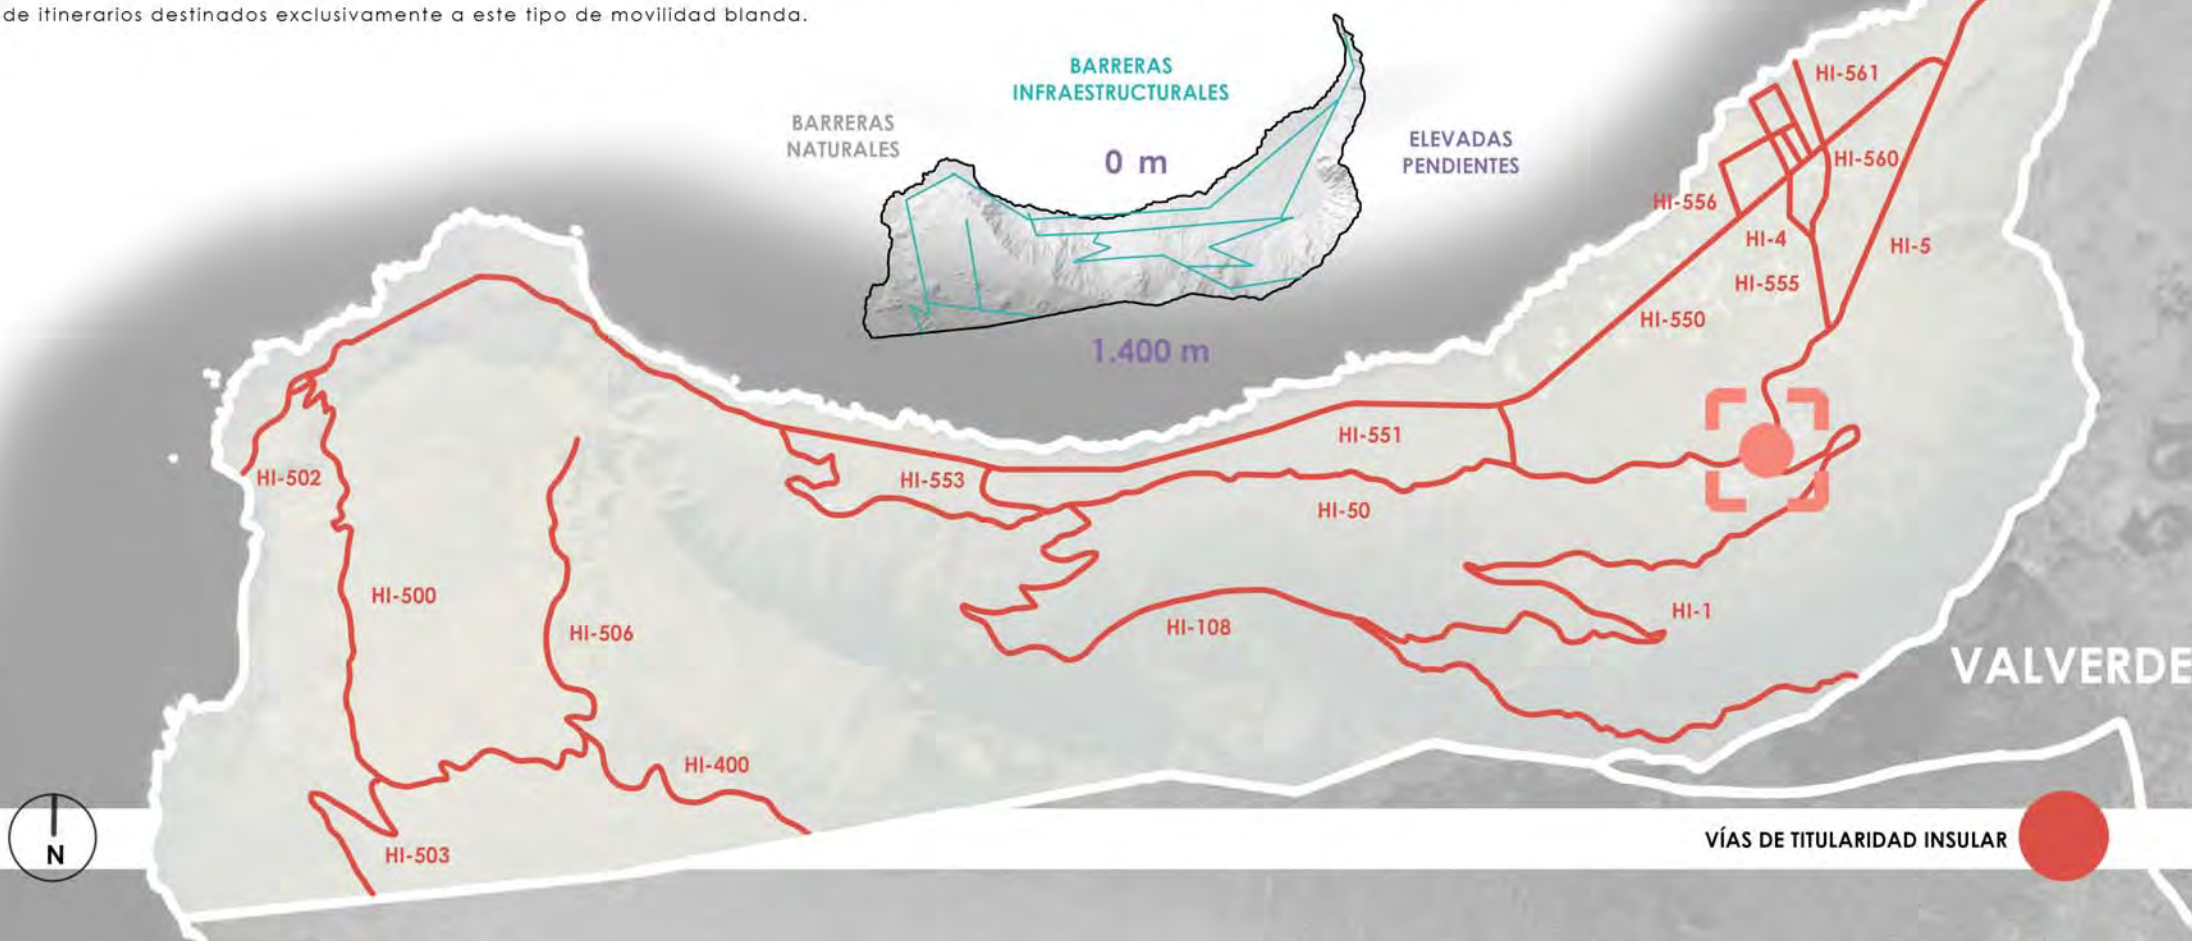 de itinerarios destinados exclusivamente a este tipo de movilidad blanda.
BARRERAS
INFRAESTRUCTURALES
BARRERAS
NATURALES
0 m
ELEVADAS
PENDIENTES
1.400 m
HI-561
HI-560
HI-556
HI-4
HI-5
HI-555
HI-550
HI-551
HI-553
HI-502
HI-50
HI-500
HI-506
HI-108
HI-1
VALVERDE
HI-400
HI-503
N
VÍAS DE TITULARIDAD INSULAR